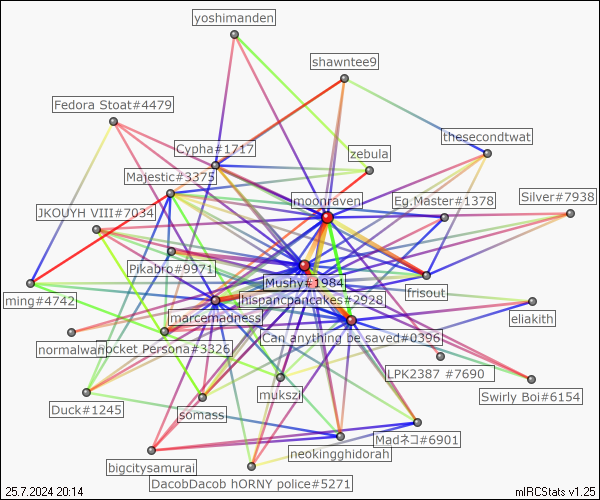 yoshimanden
shawntee9
Fedora Stoat#4479
thesecondtwat
Cypha#1717
zebula
Majestic#3375
Silver#7938
moonraven
Eg.Master#1378
JKOUYH VIII#7034
Pikabro#9971
Mushy#1984
frisout
ming#4742
hispancpancakes#2928
eliakith
marcemadness
Can anything be saved#0396
normalwan
Pocket Persona#3326
LPK2387 #7690
mukszi
Swirly Boi#6154
Duck#1245
somass
Madネコ#6901
neokingghidorah
bigcitysamurai
DacobDacob hORNY police#5271
25.7.2024 20:14
mIRCStats v1.25